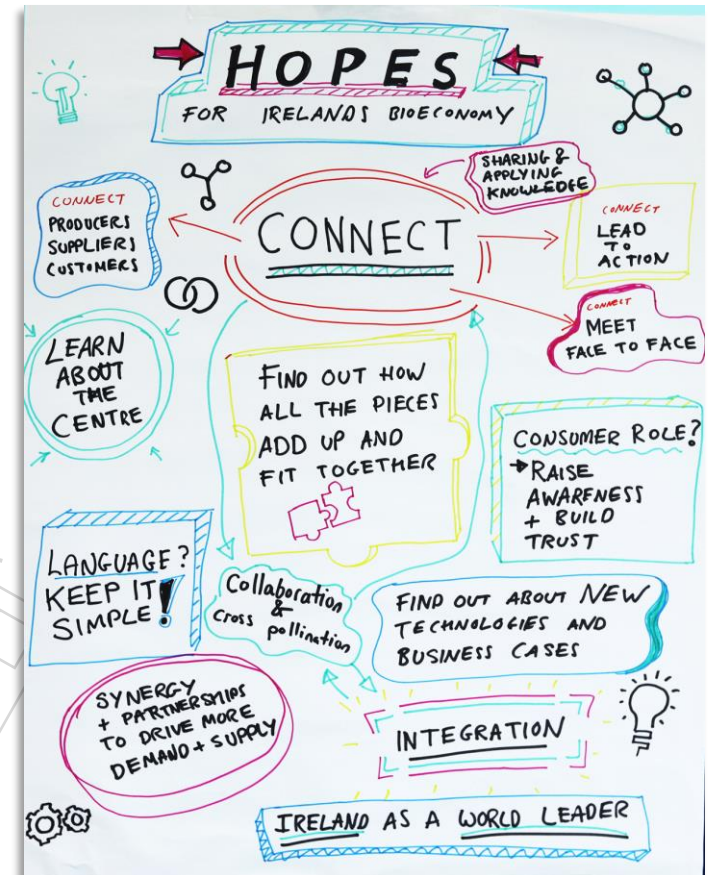 HOPES
FOR IRELANDS BIOECONOMY
SHARING &
APPLYING
KNOWLEDGE
CONNECT
CONNECT
PRODUCERS
SUPPLIERS
CUSTOMERS
CONNECT
LEAD
TO
ACTION
CONNECT
MEET
FACE TO FACE
LEARN
ABOUT
THE
CENTRE
FIND OUT HOW
ALL THE PIECES
ADD UP AND
FIT TOGETHER
CONSUMER ROLE?
→ RAISE
AWARENESS
+ BUILD
TRUST
LANGUAGE?
KEEP IT
SIMPLE!
Collaboration
&
cross pollination
FIND OUT ABOUT NEW
TECHNOLOGIES AND
BUSINESS CASES
SYNERGY
+ PARTNERSHIPS
TO DRIVE MORE
DEMAND + SUPPLY
INTEGRATION
IRELAND AS A WORLD LEADER